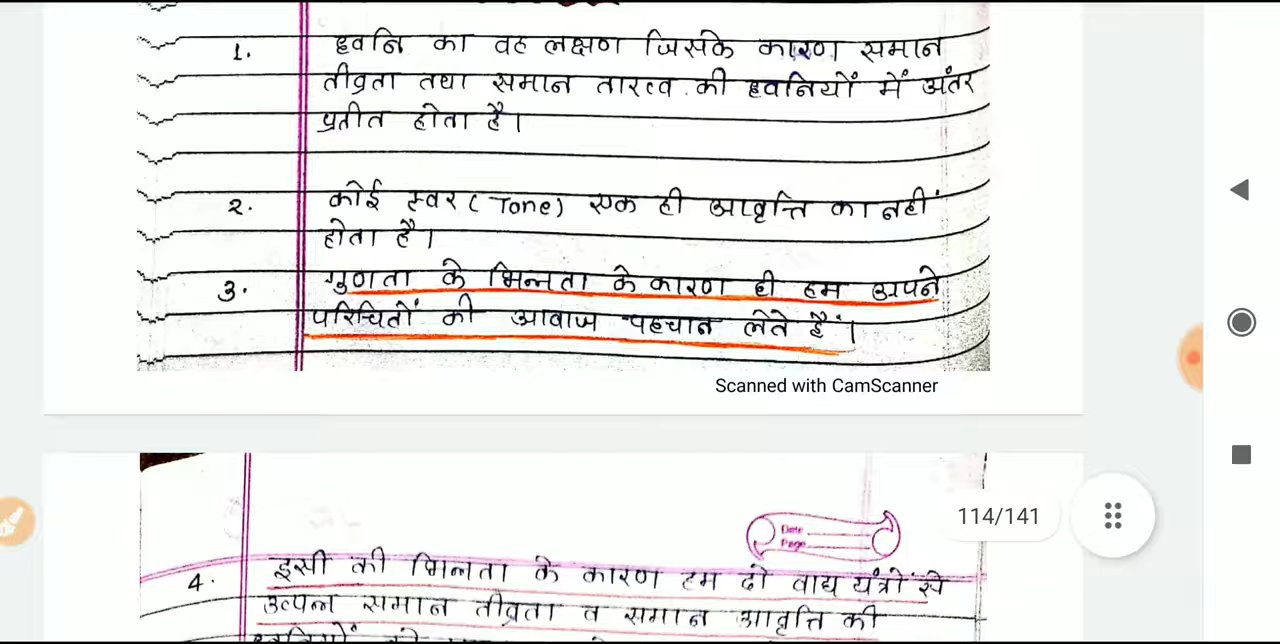 1. ध्वनि का वह लक्षण जिसके कारण समान
तीव्रता तथा समान तारत्व की ध्वनियों में अंतर
प्रतीत होता है।
2. कोई स्वर (Tone) एक ही आवृत्ति का नहीं
होता है।
3. गुणता के भिन्नता के कारण ही हम अपने
परिचितों की आवाज पहचान लेते हैं।
Scanned with CamScanner
114/141
Date
Page
4. इसी की भिन्नता के कारण हम दो वाद्य यंत्रों से
उत्पन्न समान तीव्रता व समान आवृत्ति की